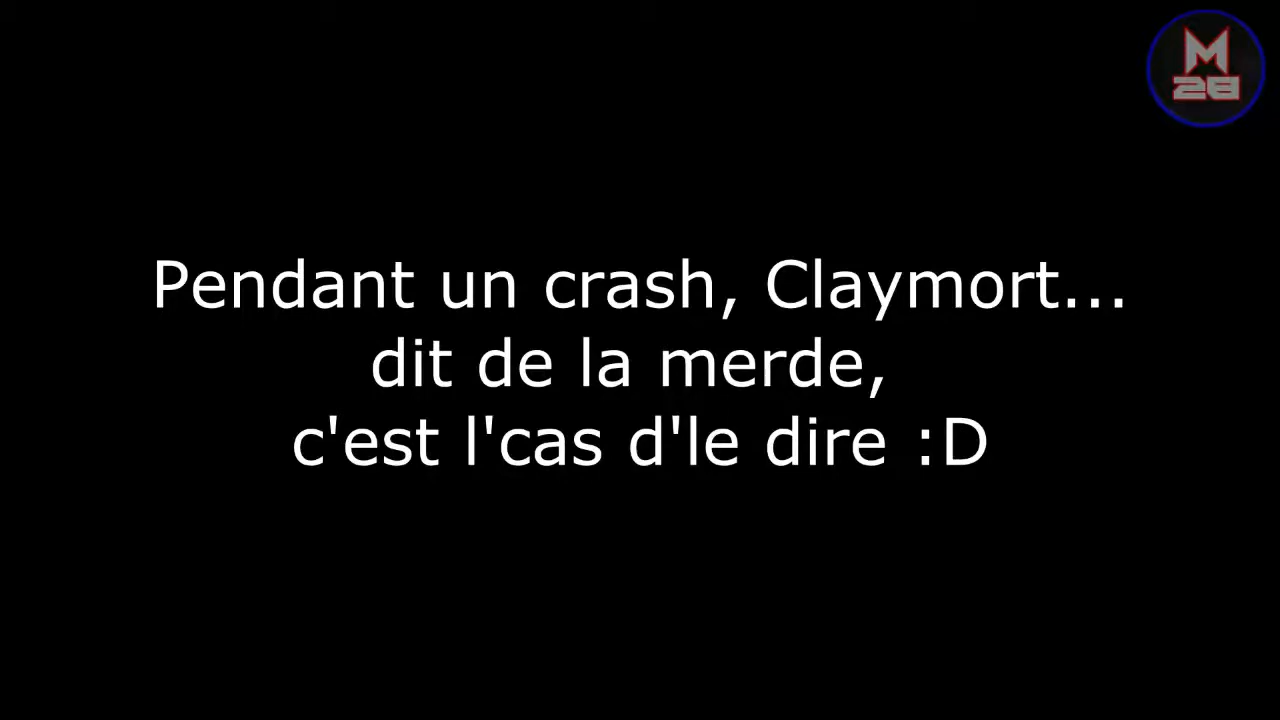 M
28
Pendant un crash, Claymort...
dit de la merde,
c'est l'cas d'le dire :D